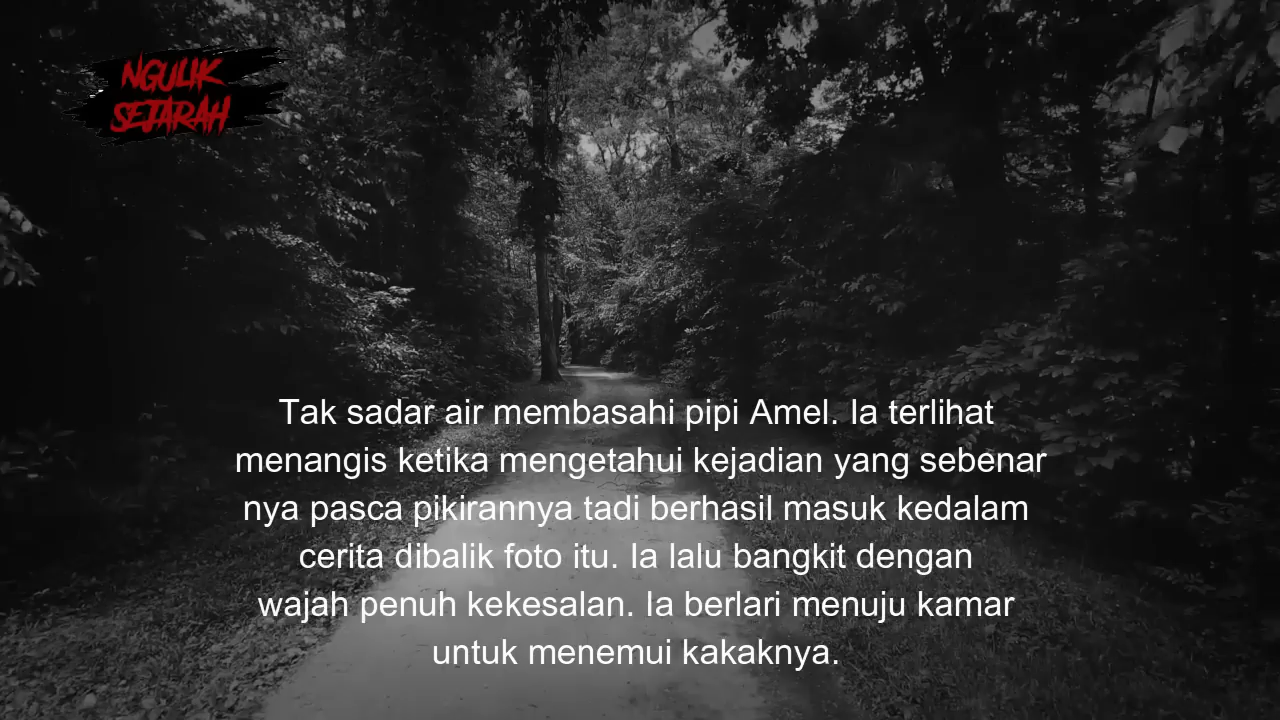 NGULIK
SEJARAH
Tak sadar air membasahi pipi Amel. Ia terlihat
menangis ketika mengetahui kejadian yang sebenar
nya pasca pikirannya tadi berhasil masuk kedalam
cerita dibalik foto itu. Ia lalu bangkit dengan
wajah penuh kekesalan. Ia berlari menuju kamar
untuk menemui kakaknya.